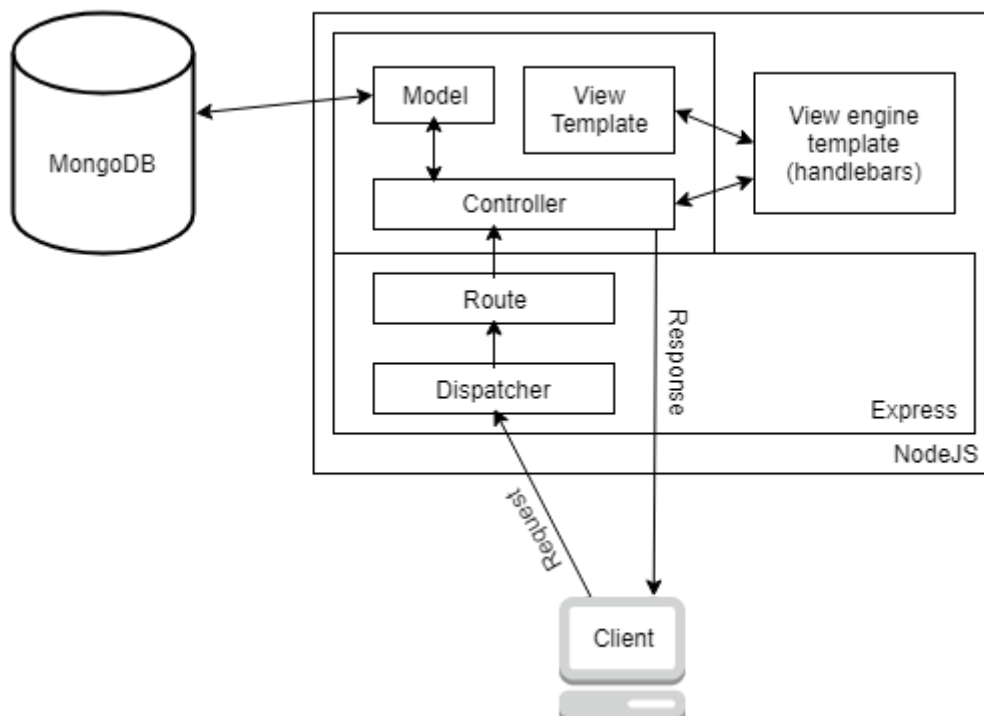 Model
View
Template
View engine
template
(handlebars)
MongoDB
Controller
Route
Response
Dispatcher
Express
NodeJS
Request
Client